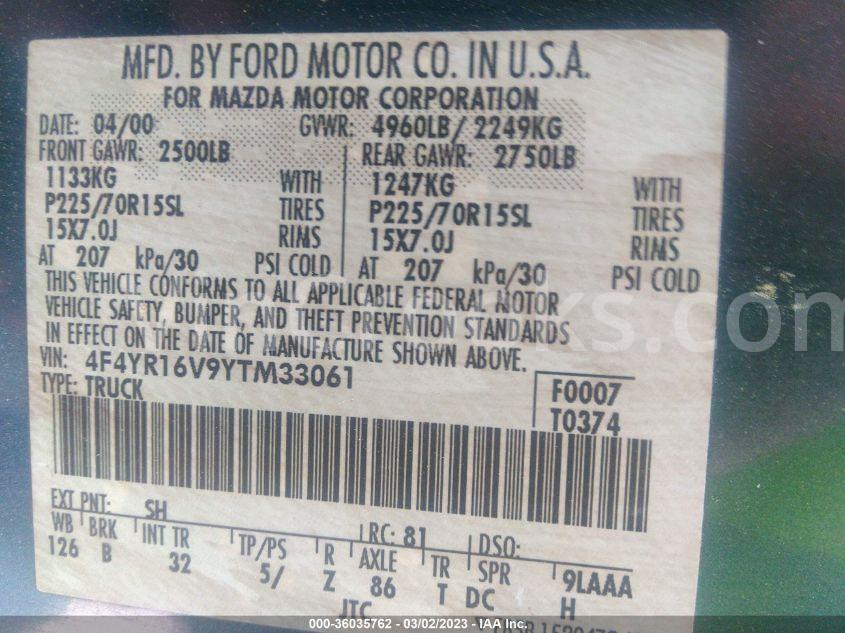 MFD. BY FORD MOTOR CO. IN U.S.A.
FOR MAZDA MOTOR CORPORATION
DATE: 04/00 GVWR: 4960LB/ 2249KG
FRONT GAWR: 2500LB REAR GAWR: 2750LB
1133KG WITH 1247KG WITH
P225/70R15SL TIRES P225/70R15SL TIRES
15X7.0J RIMS 15X7.0J RIMS
AT 207 kPa/30 PSI COLD AT 207 kPa/30 PSI COLD
THIS VEHICLE CONFORMS TO ALL APPLICABLE FEDERAL MOTOR
VEHICLE SAFETY, BUMPER, AND THEFT PREVENTION STANDARDS
IN EFFECT ON THE DATE OF MANUFACTURE SHOWN ABOVE.
VIN: 4F4YR16V9YTM33061
TYPE: TRUCK
F0007
T0374
EXT PNT: SH RC: 81 DSO:
WB BRK INT TR TP/PS R AXLE TR SPR 9LAAA
126 B 32 5/ Z 86 T DC H
JTC
000-36035762 - 03/02/2023 - IAA Inc.